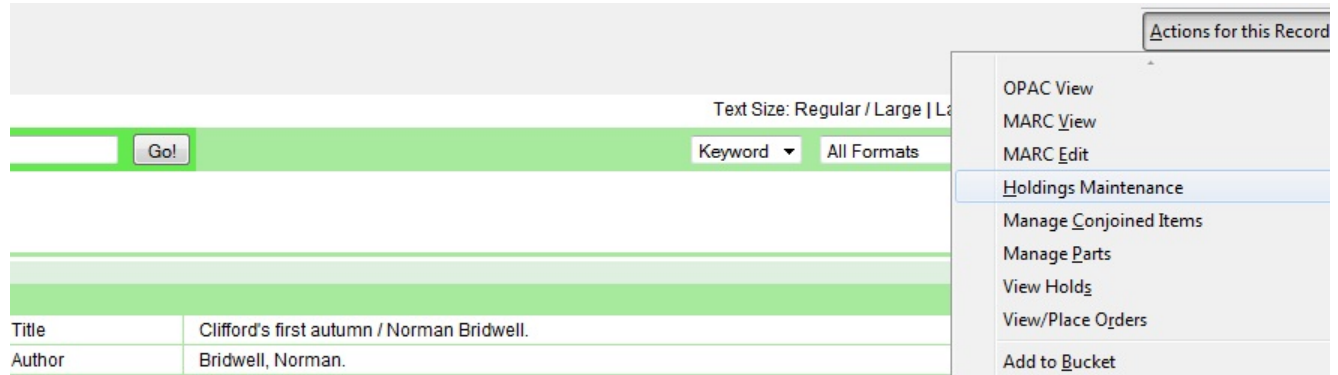 Actions for this Record
OPAC View
Text Size: Regular / Large |
MARC View
Go!
Keyword
All Formats
MARC Edit
Holdings Maintenance
Manage Conjoined Items
Manage Parts
View Holds
View/Place Orders
Title
Clifford's first autumn / Norman Bridwell.
Author
Bridwell, Norman.
Add to Bucket